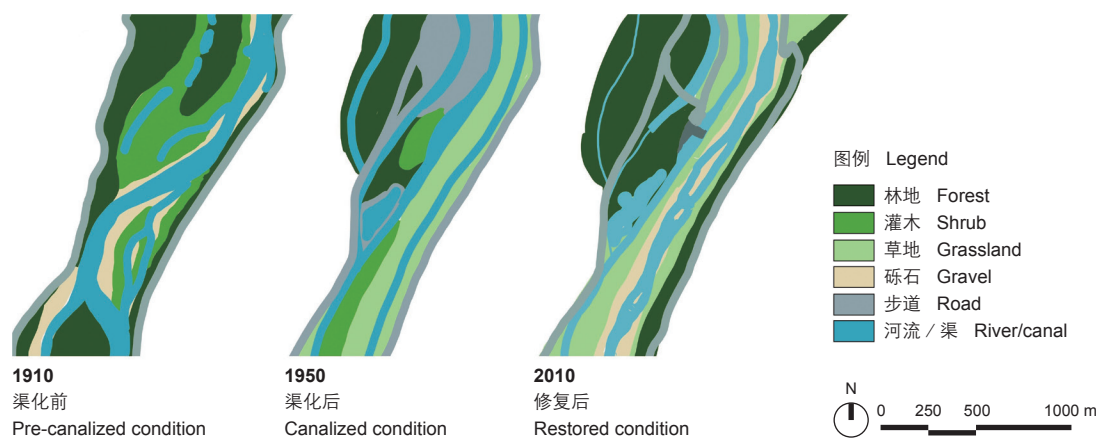 1910
渠化前
Pre-canalized condition
1950
渠化后
Canalized condition
2010
修复后
Restored condition
图例 Legend
林地 Forest
灌木 Shrub
草地 Grassland
砾石 Gravel
步道 Road
河流／渠 River/canal
N
0 250 500 1000 m